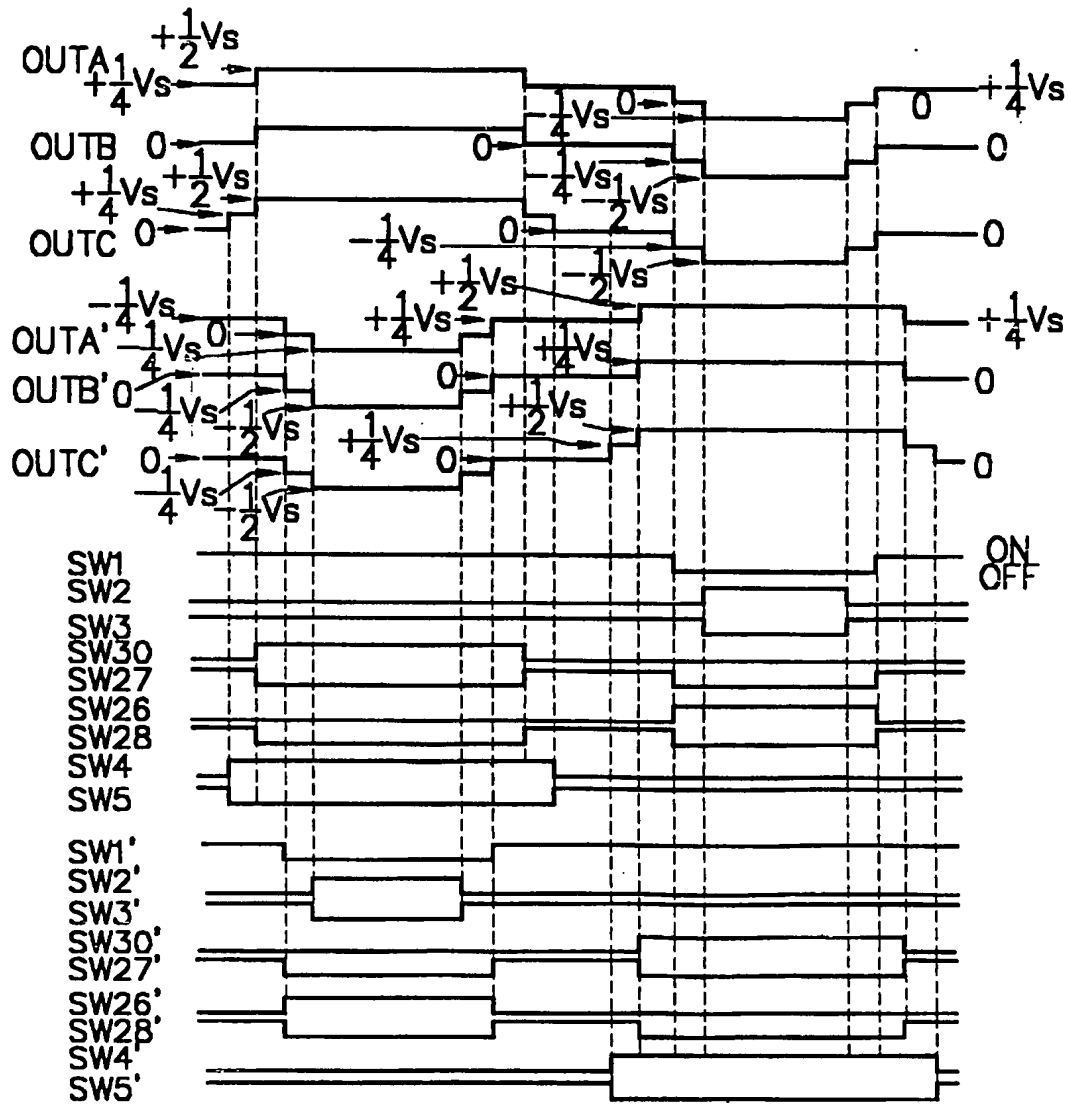 +1/2Vs
OUTA
+1/4Vs
0
-1/4Vs
0
+1/4Vs
OUTB 0
0
-1/4Vs
0
+1/4Vs
+1/2Vs
-1/2Vs
OUTC 0
0
-1/4Vs
-1/2Vs
0
-1/4Vs
+1/2Vs
+1/4Vs
+1/4Vs
OUTA' 0
-1/4Vs
+1/4Vs
OUTB' 0
0
0
-1/4Vs
-1/2Vs
+1/2Vs
+1/4Vs
OUTC' 0
0
0
-1/4Vs
-1/2Vs
SW1
ON
OFF
SW2
SW3
SW30
SW27
SW26
SW28
SW4
SW5
SW1'
SW2'
SW3'
SW30'
SW27'
SW26'
SW28'
SW4'
SW5'